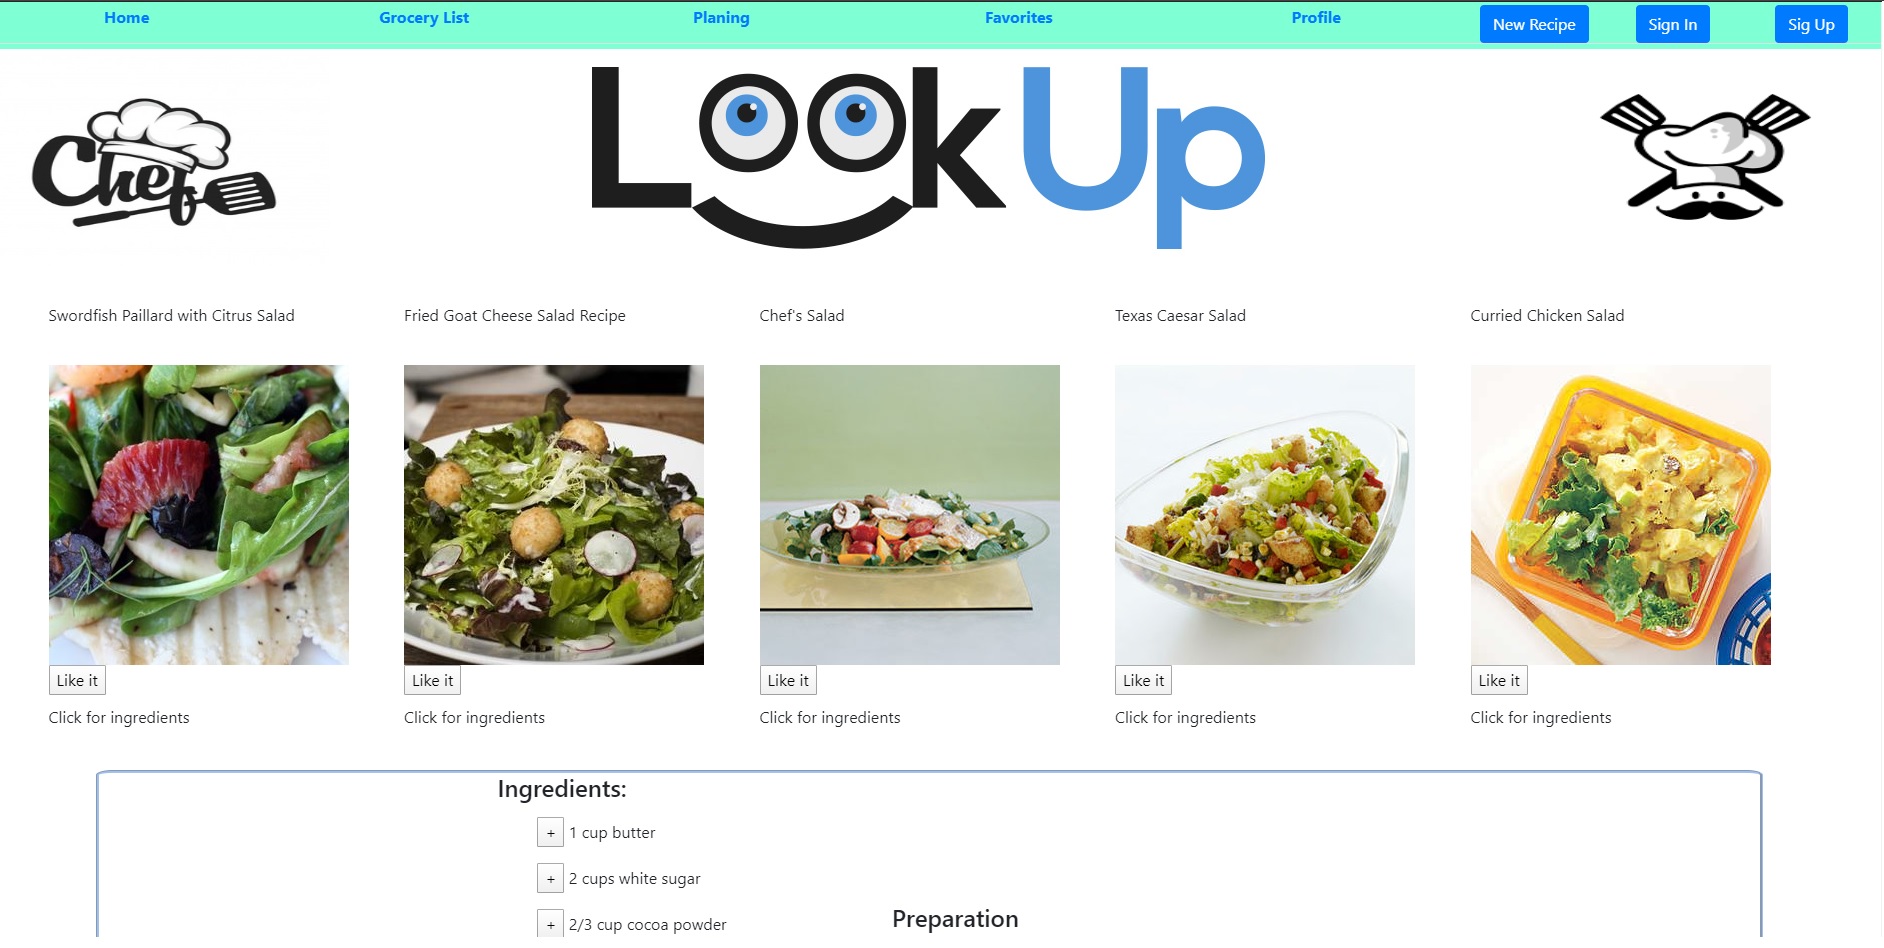 Home Grocery List Planing Favorites Profile New Recipe Sign In Sig Up
Chef
LookUp
Swordfish Paillard with Citrus Salad
Fried Goat Cheese Salad Recipe
Chef's Salad
Texas Caesar Salad
Curried Chicken Salad
Like it
Like it
Like it
Like it
Like it
Click for ingredients
Click for ingredients
Click for ingredients
Click for ingredients
Click for ingredients
Ingredients:
+ 1 cup butter
+ 2 cups white sugar
+ 2/3 cup cocoa powder
Preparation